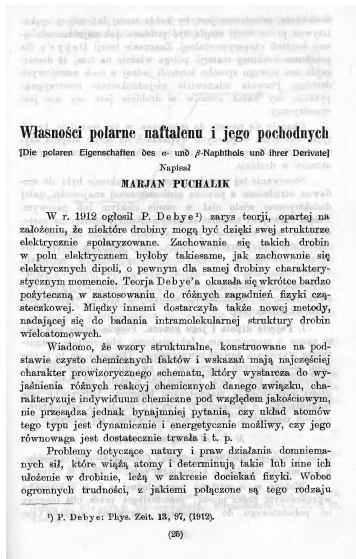 Własności polarne naftalenu i jego pochodnych
[Die polaren Eigenschaften des α- und β-Naphthols und ihrer Derivate]
Napisał
MARJAN PUCHALIK
W r. 1912 ogłosił P. Debye¹) zarys teorji, opartej na
założeniu, że niektóre drobiny mogą być dzięki swej strukturze
elektrycznie spolaryzowane. Zachowanie się takich drobin
w polu elektrycznem byłoby takiesame, jak zachowanie się
elektrycznych dipoli, o pewnym dla samej drobiny charaktery-
stycznym momencie. Teorja Debye'a okazała się wkrótce bardzo
pożyteczną w zastosowaniu do różnych zagadnień fizyki czą-
steczkowej. Między innemi dostarczyła także nowej metody,
nadającej się do badania intramolekularnej struktury drobin
wieloatomowych.
Wiadomo, że wzory strukturalne, konstruowane na pod-
stawie czysto chemicznych faktów i wskazań mają najczęściej
charakter prowizorycznego schematu, który wystarcza do wy-
jaśnienia różnych reakcyj chemicznych danego związku, cha-
rakteryzuje indywiduum chemiczne pod względem jakościowym,
nie przesądza jednak bynajmniej pytania, czy układ atomów
tego typu jest dynamicznie i energetycznie możliwy, czy jego
równowaga jest dostatecznie trwała i t. p.
Problemy dotyczące natury i praw działania domniema-
nych sił, które wiążą atomy i determinują takie lub inne ich
ułożenie w drobinie, leżą w zakresie dociekań fizyki. Wobec
ogromnych trudności, z jakiemi połączone są tego rodzaju
¹) P. Debye: Phys. Zeit. 13, 97, (1912).
(25)